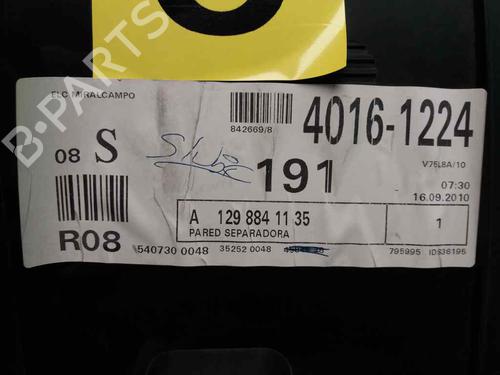 B-PARTS
ELC MIRALCAMPO
842669/8
4016-1224
08 S
191
V75L8A/10
07:30
16.09.2010
A 129 884 11 35
PARED SEPARADORA
1
R08
540730 0048
35252 0048
795995
ID536195